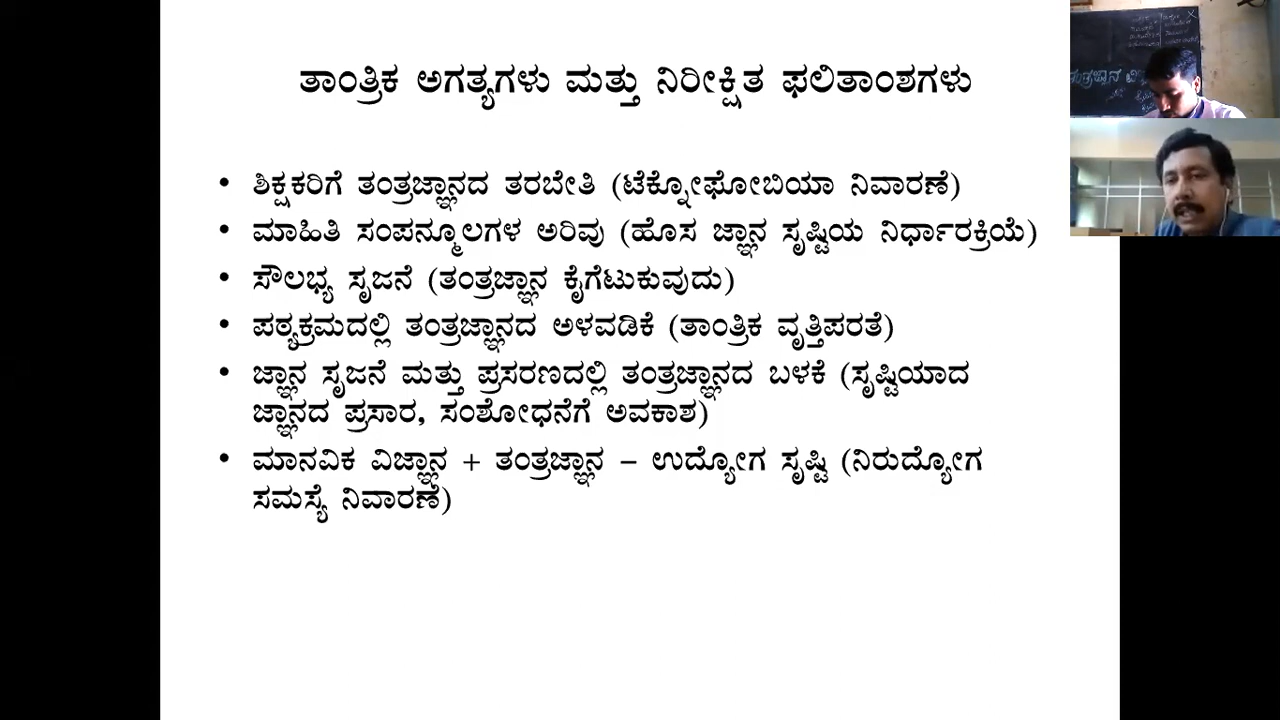 ತಾಂತ್ರಿಕ ಅಗತ್ಯಗಳು ಮತ್ತು ನಿರೀಕ್ಷಿತ ಫಲಿತಾಂಶಗಳು
• ಶಿಕ್ಷಕರಿಗೆ ತಂತ್ರಜ್ಞಾನದ ತರಬೇತಿ (ಟೆಕ್ನೋಫೋಬಿಯಾ ನಿವಾರಣೆ)
• ಮಾಹಿತಿ ಸಂಪನ್ಮೂಲಗಳ ಅರಿವು (ಹೊಸ ಜ್ಞಾನ ಸೃಷ್ಟಿಯ ನಿರ್ಧಾರಕ್ರಿಯೆ)
• ಸೌಲಭ್ಯ ಸೃಜನೆ (ತಂತ್ರಜ್ಞಾನ ಕೈಗೆಟುಕುವುದು)
• ಪಠ್ಯಕ್ರಮದಲ್ಲಿ ತಂತ್ರಜ್ಞಾನದ ಅಳವಡಿಕೆ (ತಾಂತ್ರಿಕ ವೃತ್ತಿಪರತೆ)
• ಜ್ಞಾನ ಸೃಜನೆ ಮತ್ತು ಪ್ರಸರಣದಲ್ಲಿ ತಂತ್ರಜ್ಞಾನದ ಬಳಕೆ (ಸೃಷ್ಟಿಯಾದ
ಜ್ಞಾನದ ಪ್ರಸಾರ, ಸಂಶೋಧನೆಗೆ ಅವಕಾಶ)
• ಮಾನವಿಕ ವಿಜ್ಞಾನ + ತಂತ್ರಜ್ಞಾನ – ಉದ್ಯೋಗ ಸೃಷ್ಟಿ (ನಿರುದ್ಯೋಗ
ಸಮಸ್ಯೆ ನಿವಾರಣೆ)